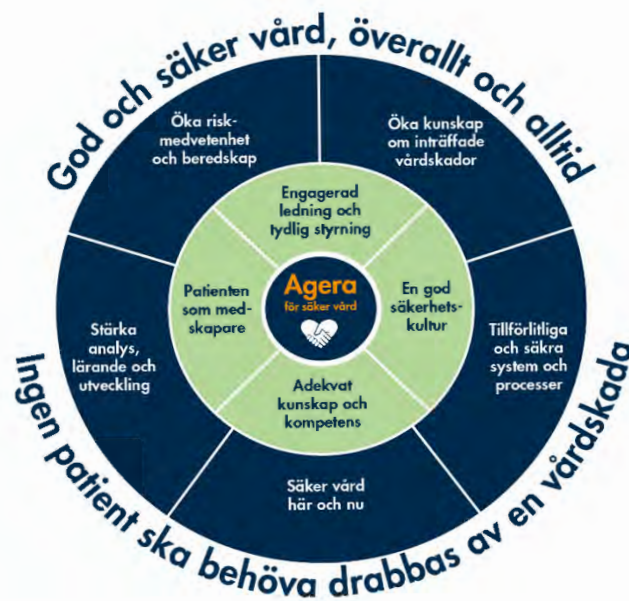 God och säker vård, överallt och alltid
Öka risk-
medvetenhet
och beredskap
Öka kunskap
om inträffade
vårdskador
Engagerad
ledning och
tydlig styrning
Patienten
som med-
skapare
Agera
för säker vård
En god
säkerhets-
kultur
Stärka
analys,
lärande och
utveckling
Tillförlitliga
och säkra
system och
processer
Adekvat
kunskap och
kompetens
Säker vård
här och nu
Ingen patient ska behöva drabbas av en vårdskada